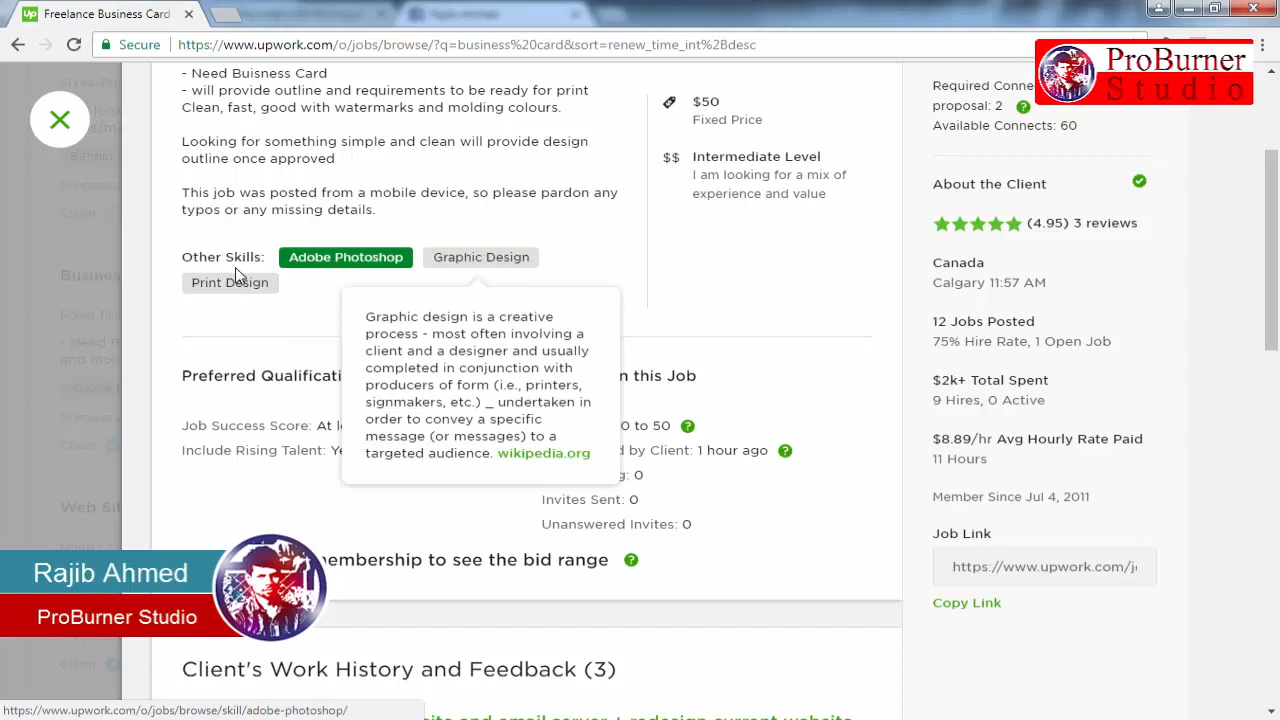 Freelance Business Card
Secure
https://www.upwork.com/o/jobs/browse/?q=business%20card&sort=renew_time_int%2Bdesc
ProBurner
Studio
- Need Buisness Card
- will provide outline and requirements to be ready for print
Clean, fast, good with watermarks and molding colours.
Looking for something simple and clean will provide design
outline once approved
This job was posted from a mobile device, so please pardon any
typos or any missing details.
Other Skills:
Adobe Photoshop
Graphic Design
Print Design
$50
Fixed Price
$$
Intermediate Level
I am looking for a mix of
experience and value
Graphic design is a creative
process - most often involving a
client and a designer and usually
completed in conjunction with
producers of form (i.e., printers,
signmakers, etc.) _ undertaken in
order to convey a specific
message (or messages) to a
targeted audience. wikipedia.org
Preferred Qualificati
n this Job
Job Success Score: At l
0 to 50
Include Rising Talent: Ye
d by Client: 1 hour ago
g: 0
Invites Sent: 0
Unanswered Invites: 0
membership to see the bid range
Client's Work History and Feedback (3)
site and email server + redesign current website
Required Conne
proposal: 2
Available Connects: 60
About the Client
(4.95) 3 reviews
Canada
Calgary 11:57 AM
12 Jobs Posted
75% Hire Rate, 1 Open Job
$2k+ Total Spent
9 Hires, 0 Active
$8.89/hr Avg Hourly Rate Paid
11 Hours
Member Since Jul 4, 2011
Job Link
https://www.upwork.com/j
Copy Link
Rajib Ahmed
ProBurner Studio
https://www.upwork.com/o/jobs/browse/skill/adobe-photoshop/